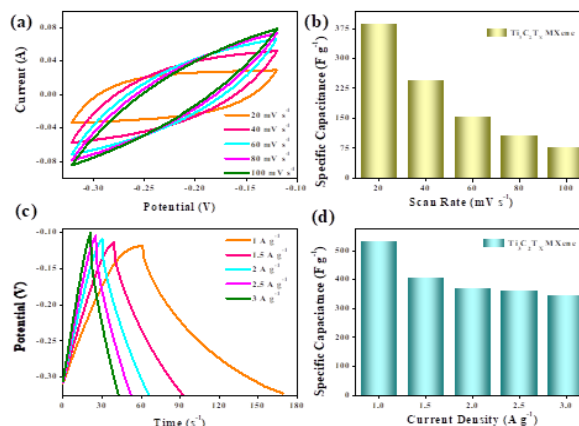 (a)
Current (A)
0.08
0.04
0.00
-0.04
-0.08
20 mV s⁻¹
40 mV s⁻¹
60 mV s⁻¹
80 mV s⁻¹
100 mV s⁻¹
-0.30 -0.25 -0.20 -0.15 -0.10
Potential (V)
(b)
Specific Capacitance (F g⁻¹)
375
300
225
150
75
0
Ti₃C₂Tₓ MXene
20 40 60 80 100
Scan Rate (mV s⁻¹)
(c)
Potential (V)
-0.10
-0.15
-0.20
-0.30
1 A g⁻¹
1.5 A g⁻¹
2 A g⁻¹
2.5 A g⁻¹
3 A g⁻¹
0 30 60 90 120 150 180
Time (s⁻¹)
(d)
Specific Capacitance (F g⁻¹)
500
400
300
200
100
0
Ti₃C₂Tₓ MXene
1.0 1.5 2.0 2.5 3.0
Current Density (A g⁻¹)